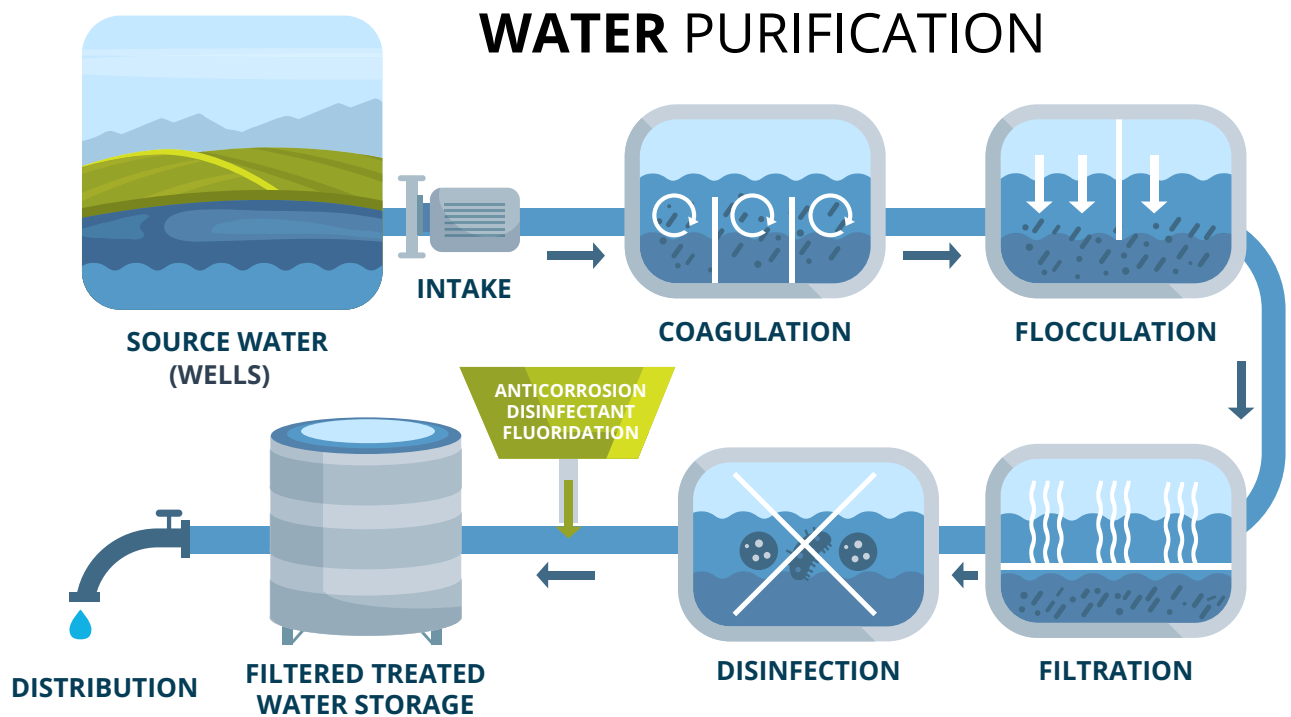 WATER PURIFICATION
INTAKE
SOURCE WATER
(WELLS)
COAGULATION
FLOCCULATION
ANTICORROSION
DISINFECTANT
FLUORIDATION
FILTRATION
DISINFECTION
FILTERED TREATED
WATER STORAGE
DISTRIBUTION